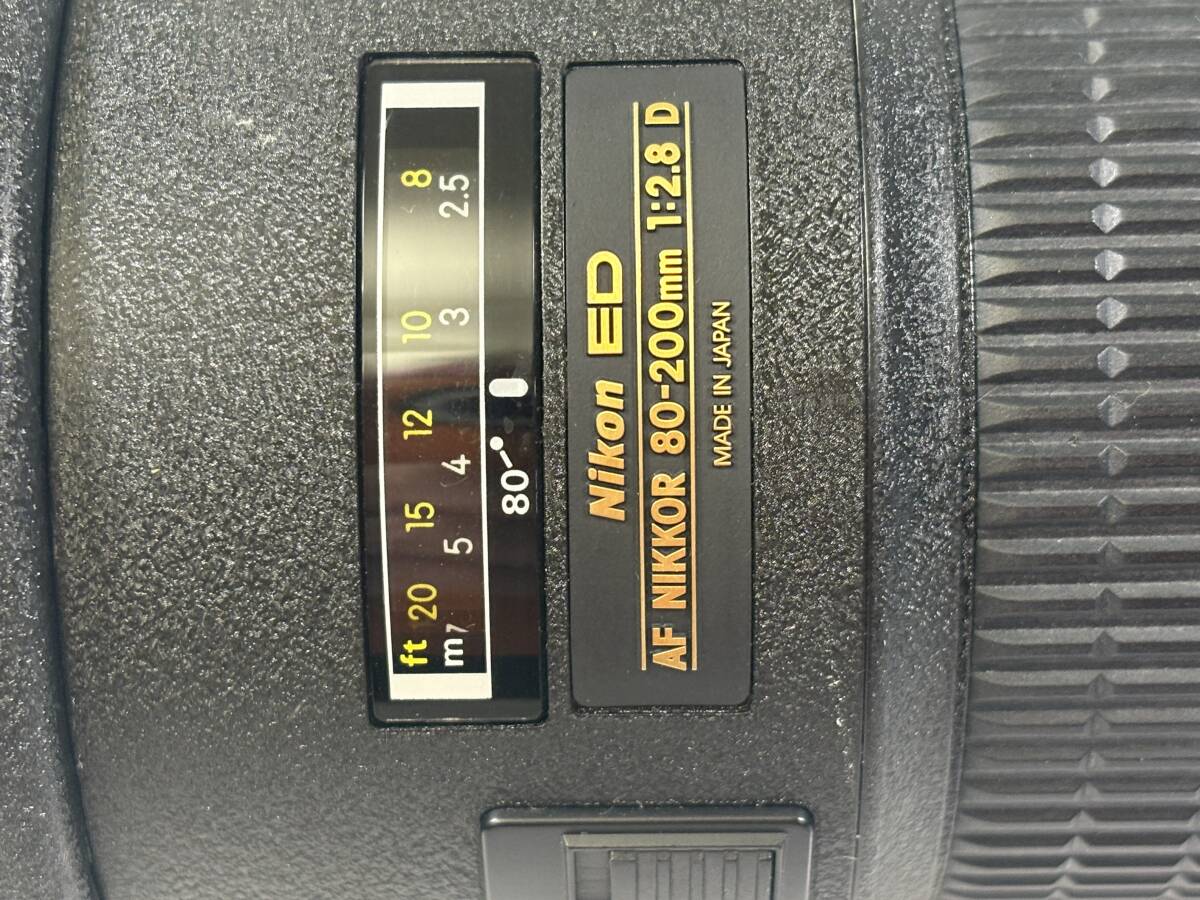 ft 20 15 12 10 8
m 7 5 4 3 2.5
80
Nikon ED
AF NIKKOR 80-200mm 1:2.8 D
MADE IN JAPAN